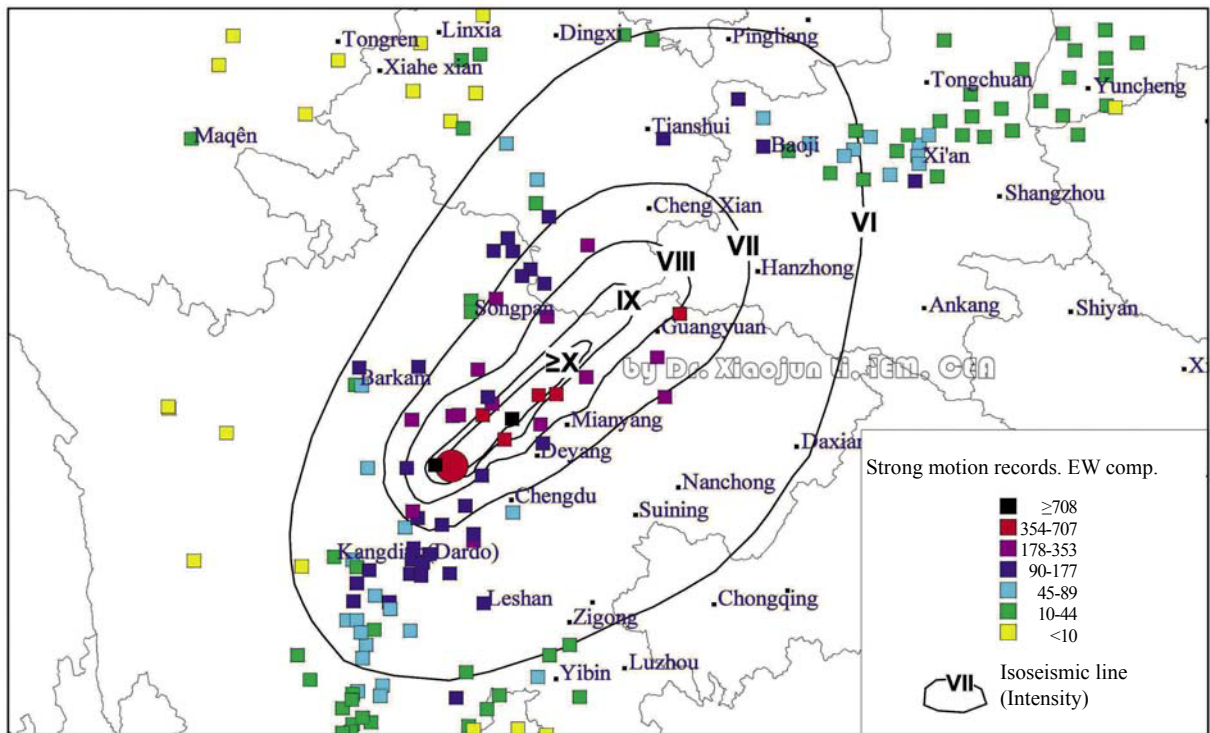 Linxia
Tongren
Dingxi
Pingliang
Xiahe xian
Tongchuan
Yuncheng
Maqên
Tianshui
Baoji
Xi'an
Shangzhou
Cheng Xian
VI
VII
VIII
Hanzhong
IX
Songpan
Ankang
Shiyan
Guangyuan
≥X
by Dr. Xiaojun Li, IEM, CEA
Barkam
Mianyang
Deyang
Daxian
Nanchong
Chengdu
Suining
Kangding (Dardo)
Leshan
Chongqing
Zigong
Luzhou
Yibin
Strong motion records. EW comp.
≥708
354-707
178-353
90-177
45-89
10-44
<10
VII
Isoseismic line
(Intensity)